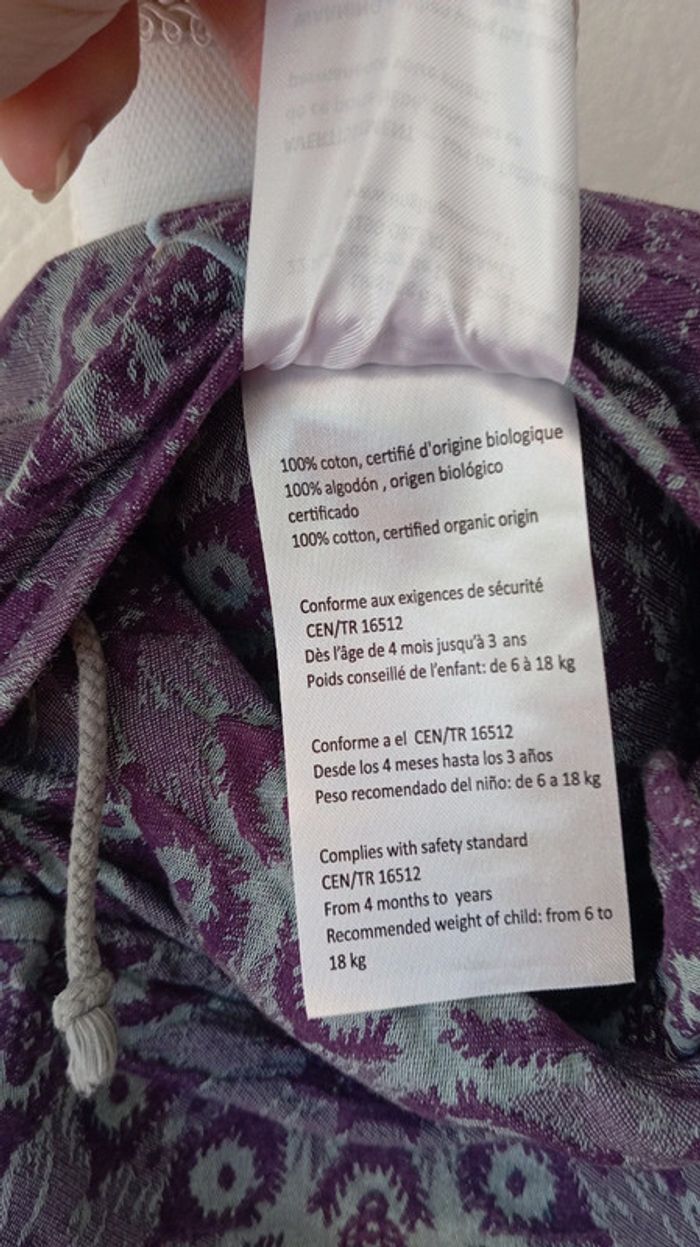 100% coton, certifié d'origine biologique
100% algodón , origen biológico
certificado
100% cotton, certified organic origin
Conforme aux exigences de sécurité
CEN/TR 16512
Dès l'âge de 4 mois jusqu'à 3 ans
Poids conseillé de l'enfant: de 6 à 18 kg
Conforme a el CEN/TR 16512
Desde los 4 meses hasta los 3 años
Peso recomendado del niño: de 6 a 18 kg
Complies with safety standard
CEN/TR 16512
From 4 months to years
Recommended weight of child: from 6 to
18 kg